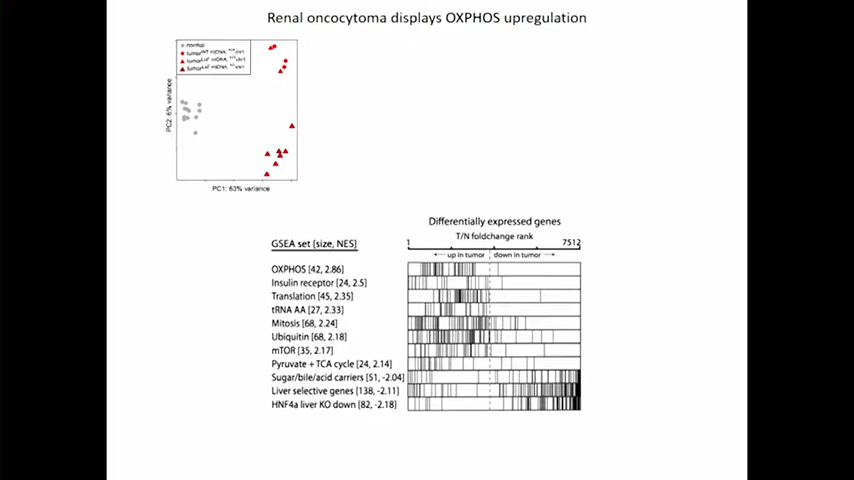 Renal oncocytoma displays OXPHOS upregulation
normal
PC2: 6% variance
PC1: 63% variance
Differentially expressed genes
GSEA set [size, NES]
T/N foldchange rank
1 7512
up in tumor down in tumor
OXPHOS [42, 2.86]
Insulin receptor [24, 2.5]
Translation [45, 2.35]
tRNA AA [27, 2.33]
Mitosis [68, 2.24]
Ubiquitin [68, 2.18]
mTOR [35, 2.17]
Pyruvate + TCA cycle [24, 2.14]
Sugar/bile/acid carriers [51, -2.04]
Liver selective genes [138, -2.11]
HNF4a liver KO down [82, -2.18]